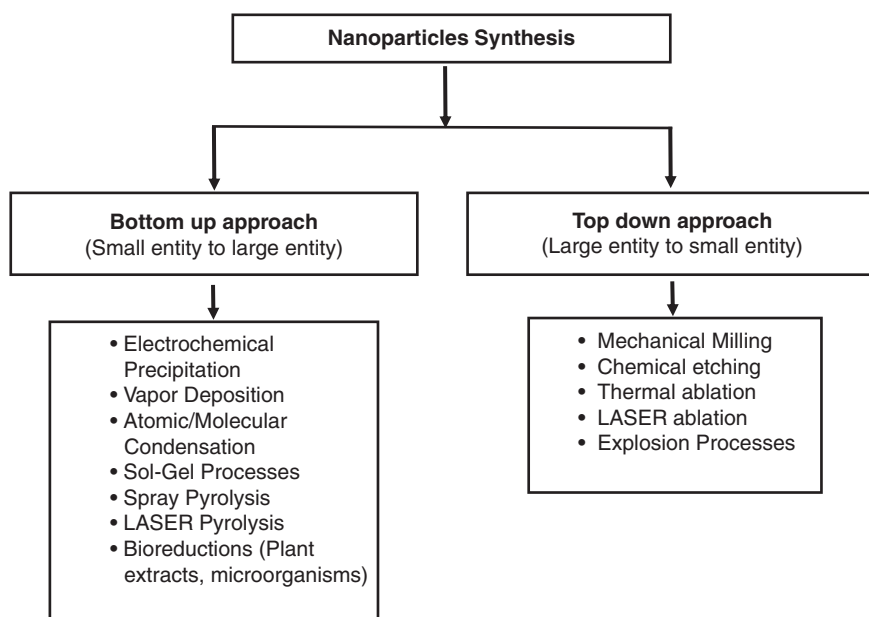 Nanoparticles Synthesis
Bottom up approach
(Small entity to large entity)
Top down approach
(Large entity to small entity)
• Electrochemical
Precipitation
• Vapor Deposition
• Atomic/Molecular
Condensation
• Sol-Gel Processes
• Spray Pyrolysis
• LASER Pyrolysis
• Bioreductions (Plant
extracts, microorganisms)
• Mechanical Milling
• Chemical etching
• Thermal ablation
• LASER ablation
• Explosion Processes